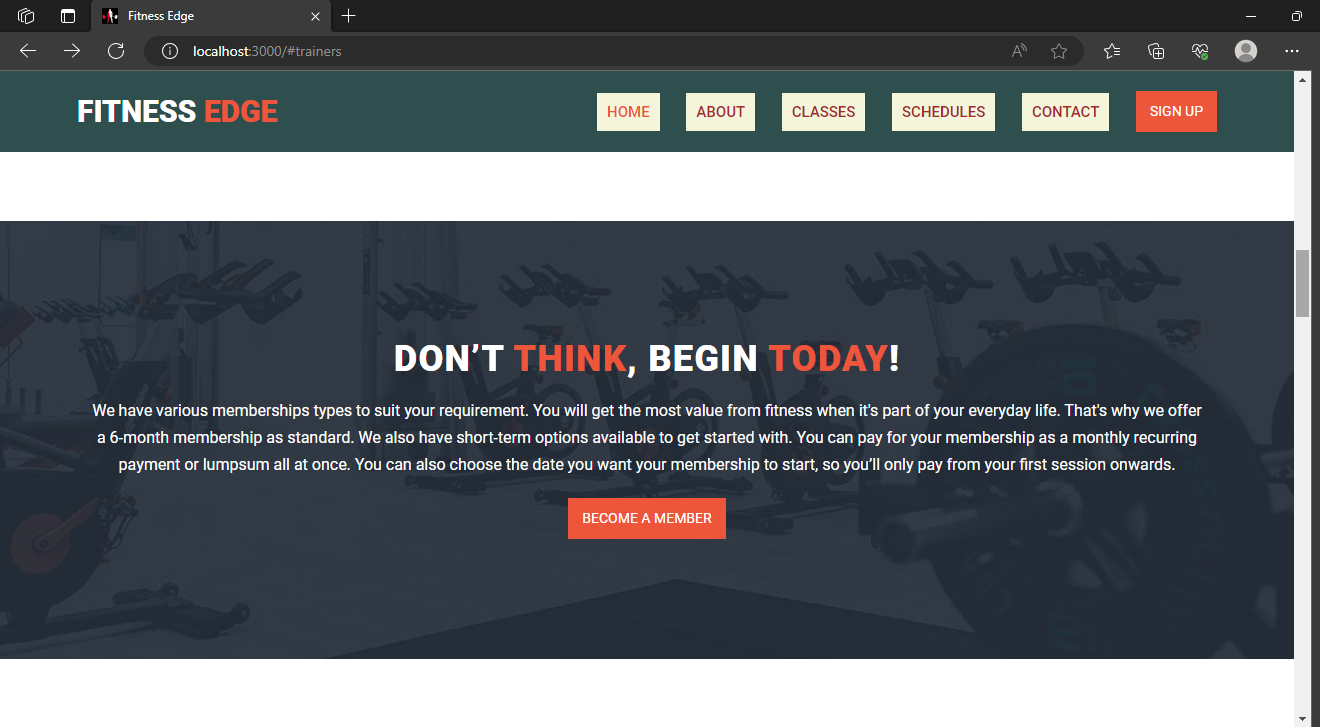 Fitness Edge
localhost:3000/#trainers
FITNESS EDGE
HOME
ABOUT
CLASSES
SCHEDULES
CONTACT
SIGN UP
DON’T THINK, BEGIN TODAY!
We have various memberships types to suit your requirement. You will get the most value from fitness when it's part of your everyday life. That's why we offer
a 6-month membership as standard. We also have short-term options available to get started with. You can pay for your membership as a monthly recurring
payment or lumpsum all at once. You can also choose the date you want your membership to start, so you’ll only pay from your first session onwards.
BECOME A MEMBER